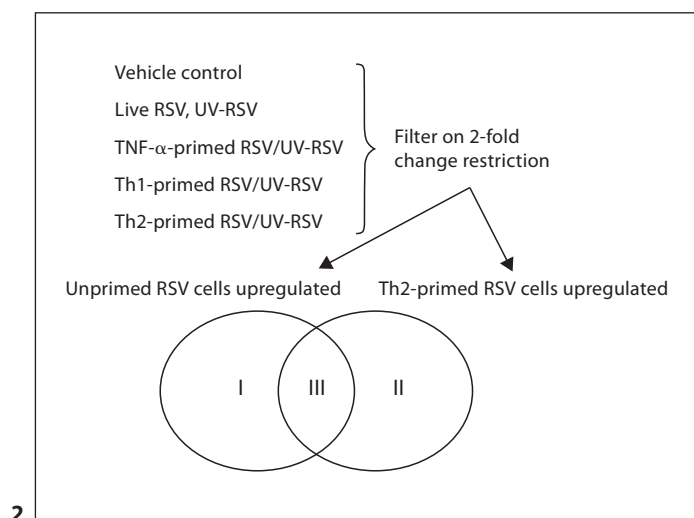 Vehicle control
Live RSV, UV-RSV
TNF-α-primed RSV/UV-RSV
Th1-primed RSV/UV-RSV
Th2-primed RSV/UV-RSV
Filter on 2-fold
change restriction
Unprimed RSV cells upregulated
Th2-primed RSV cells upregulated
I
III
II
2